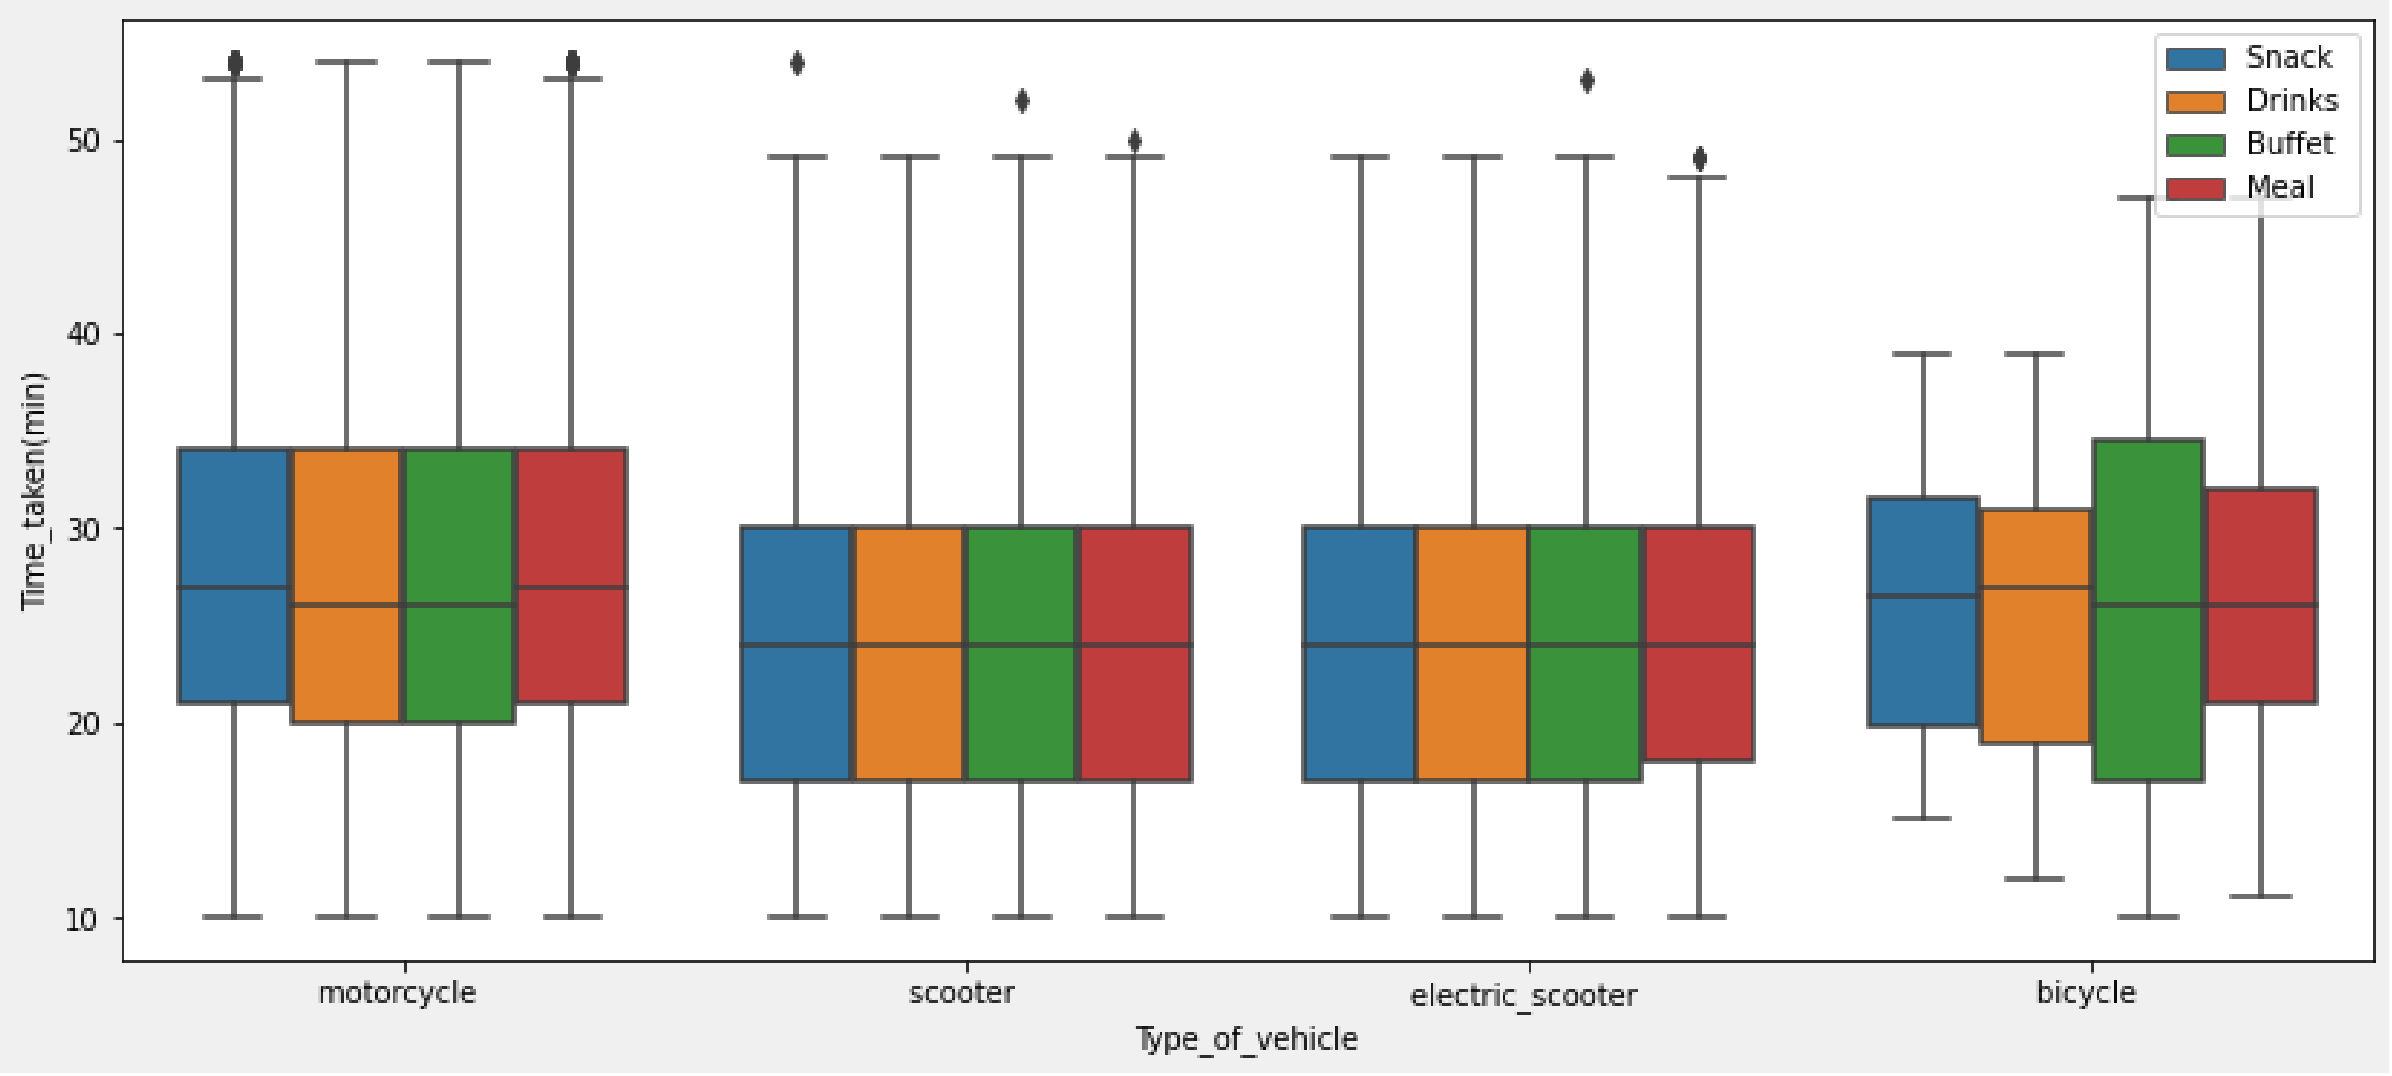 Snack
Drinks
Buffet
Meal
50
40
30
20
10
Time_taken(min)
motorcycle scooter electric_scooter bicycle
Type_of_vehicle